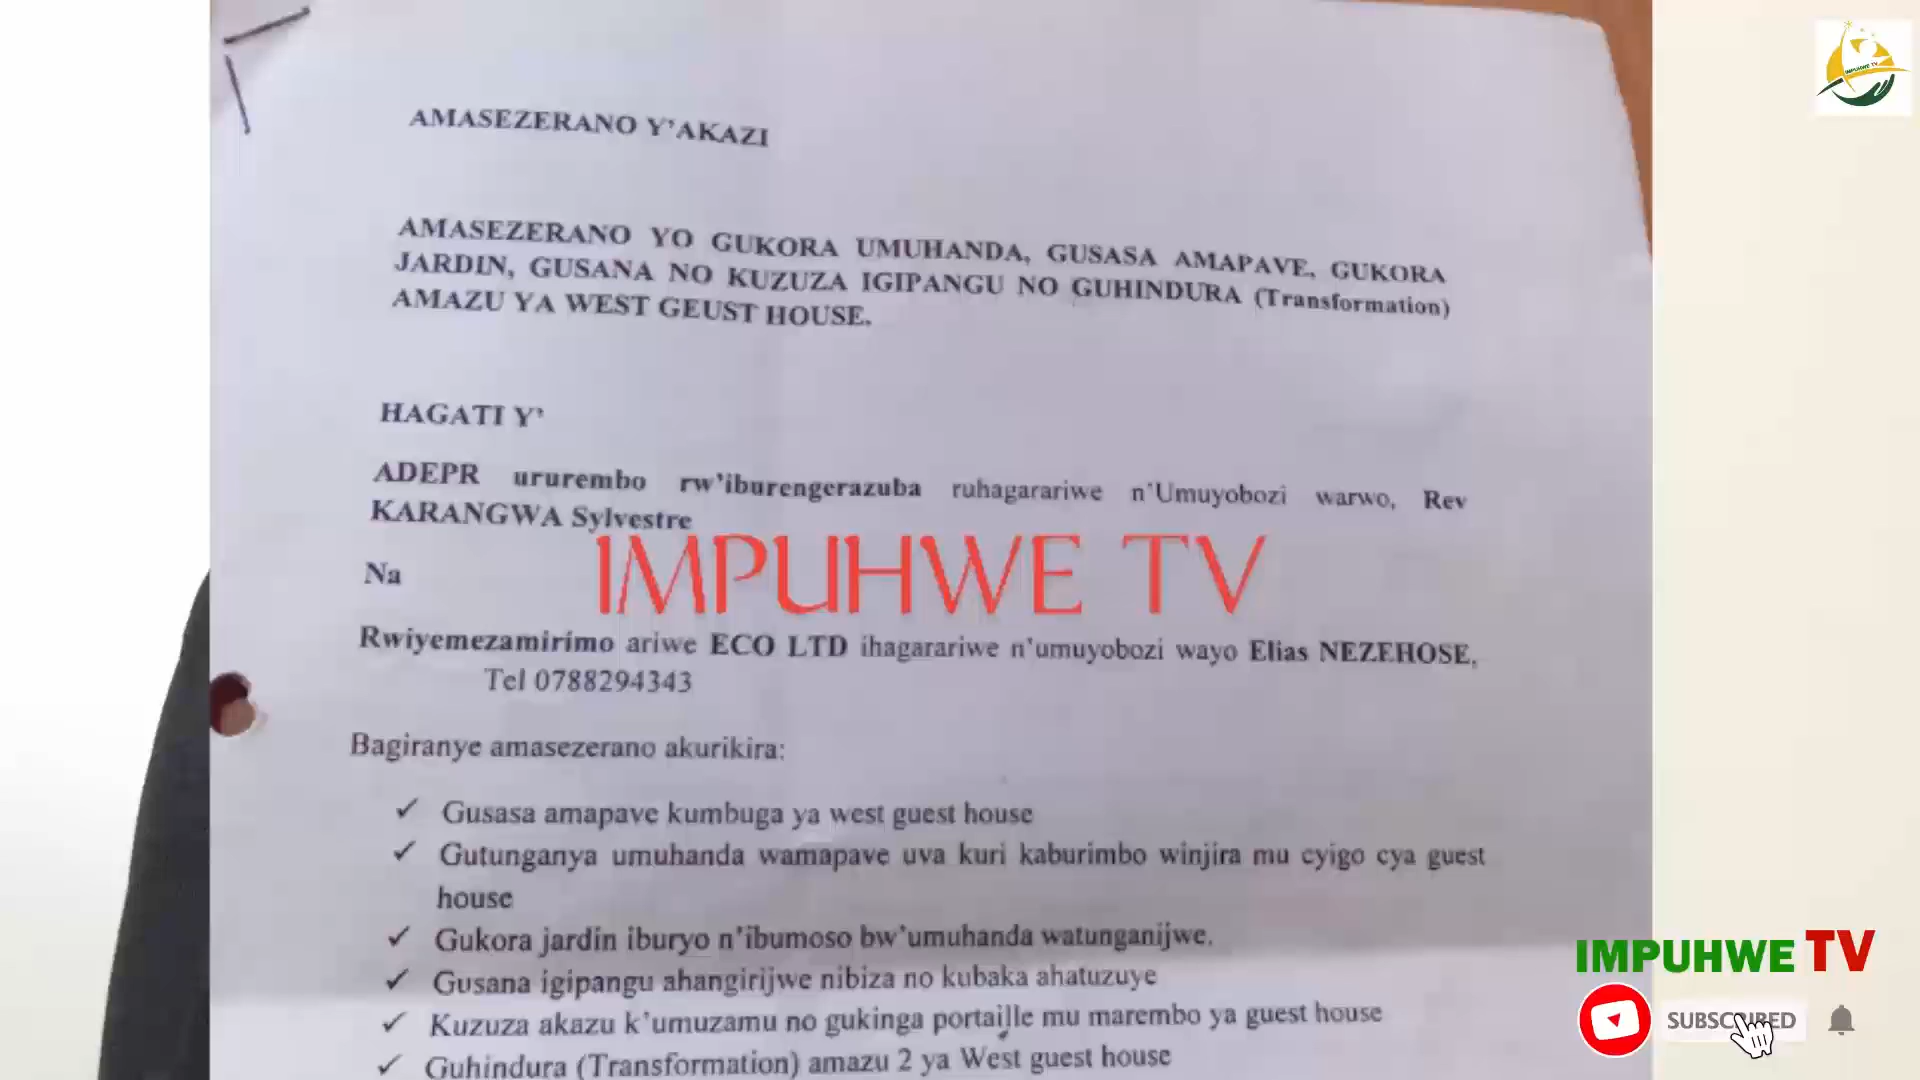 AMASEZERANO Y'AKAZI
AMASEZERANO YO GUKORA UMUHANDA, GUSASA AMAPAVE, GUKORA
JARDIN, GUSANA NO KUZUZA IGIPANGU NO GUHINDURA (Transformation)
AMAZU YA WEST GEUST HOUSE.
HAGATI Y'
ADEPR ururembo rw'iburengerazuba ruhagarariwe n'Umuyobozi warwo, Rev
KARANGWA Sylvestre
IMPUHWE TV
Na
Rwiyemezamirimo ariwe ECO LTD ihagarariwe n'umuyobozi wayo Elias NEZEHOSE,
Tel 0788294343
Bagiranye amasezerano akurikira:
✓ Gusasa amapave kumbuga ya west guest house
✓ Gutunganya umuhanda wamapave uva kuri kaburimbo winjira mu cyigo cya guest
house
✓ Gukora jardin iburyo n'ibumoso bw'umuhanda watunganijwe.
✓ Gusana igipangu ahangirijwe nibiza no kubaka ahatuzuye
✓ Kuzuza akazu k'umuzamu no gukinga portaille mu marembo ya guest house
✓ Guhindura (Transformation) amazu 2 ya West guest house
IMPUHWE TV
IMPUHWE TV
SUBSCRIBED